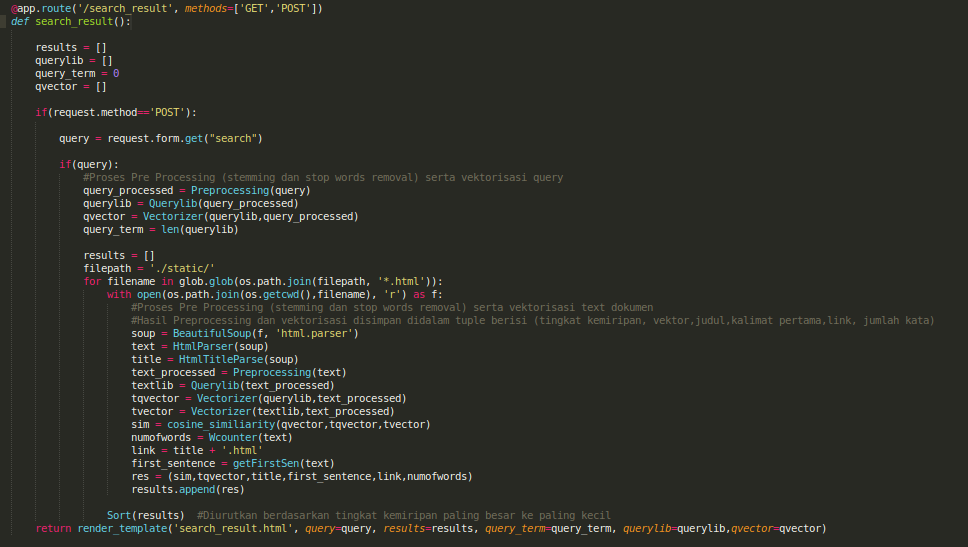 @app.route('/search_result', methods=['GET','POST'])
def search_result():
results = []
querylib = []
query_term = 0
qvector = []
if(request.method=='POST'):
query = request.form.get("search")
if(query):
#Proses Pre Processing (stemming dan stop words removal) serta vektorisasi query
query_processed = Preprocessing(query)
querylib = Querylib(query_processed)
qvector = Vectorizer(querylib,query_processed)
query_term = len(querylib)
results = []
filepath = './static/'
for filename in glob.glob(os.path.join(filepath, '*.html')):
with open(os.path.join(os.getcwd(),filename), 'r') as f:
#Proses Pre Processing (stemming dan stop words removal) serta vektorisasi text dokumen
#Hasil Preprocessing dan vektorisasi disimpan didalam tuple berisi (tingkat kemiripan, vektor,judul,kalimat pertama,link, jumlah kata)
soup = BeautifulSoup(f, 'html.parser')
text = HtmlParser(soup)
title = HtmlTitleParse(soup)
text_processed = Preprocessing(text)
textlib = Querylib(text_processed)
tqvector = Vectorizer(querylib,text_processed)
tvector = Vectorizer(textlib,text_processed)
sim = cosine_similiarity(qvector,tqvector,tvector)
numofwords = Wcounter(text)
link = title + '.html'
first_sentence = getFirstSen(text)
res = (sim,tqvector,title,first_sentence,link,numofwords)
results.append(res)
Sort(results)  #Diurutkan berdasarkan tingkat kemiripan paling besar ke paling kecil
return render_template('search_result.html', query=query, results=results, query_term=query_term, querylib=querylib,qvector=qvector)